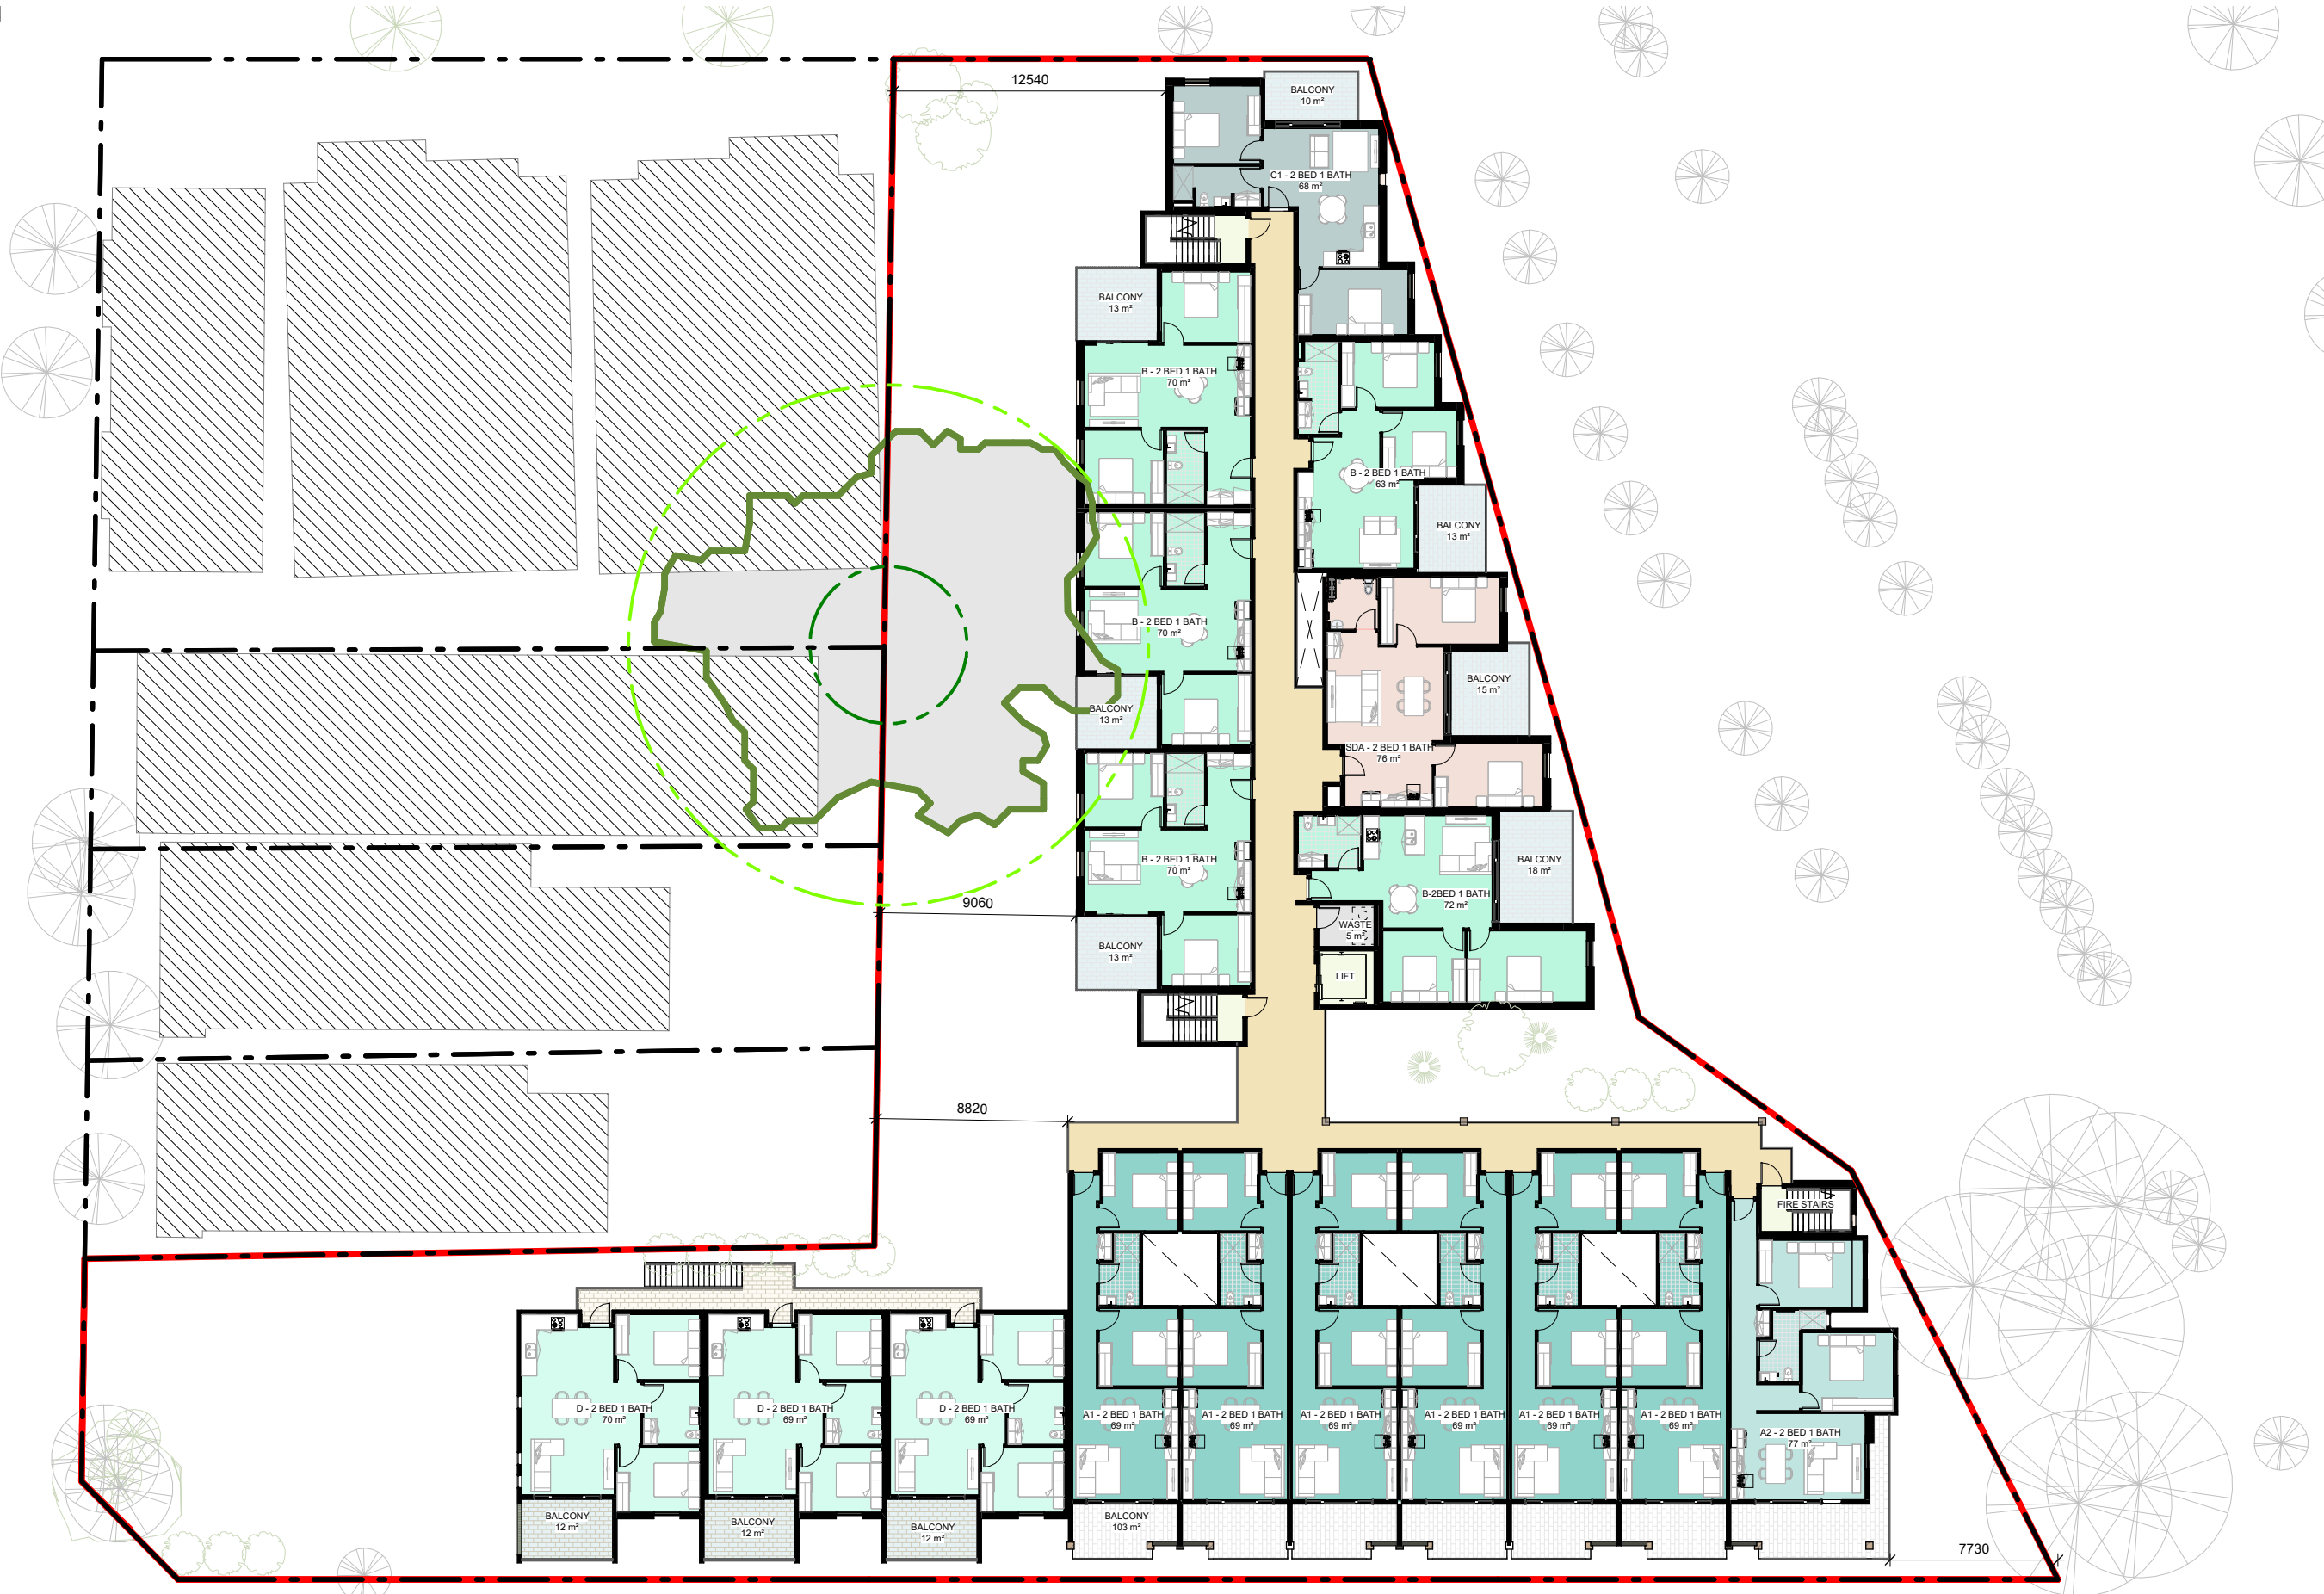 12540
BALCONY
10 m²
C1 - 2 BED 1 BATH
68 m²
BALCONY
13 m²
B - 2 BED 1 BATH
70 m²
B - 2 BED 1 BATH
63 m²
BALCONY
13 m²
B - 2 BED 1 BATH
70 m²
BALCONY
15 m²
BALCONY
13 m²
SDA - 2 BED 1 BATH
76 m²
B - 2 BED 1 BATH
70 m²
BALCONY
18 m²
B-2BED 1 BATH
72 m²
9060
WASTE
5 m²
BALCONY
13 m²
LIFT
8820
FIRE STAIRS
D - 2 BED 1 BATH
70 m²
D - 2 BED 1 BATH
69 m²
D - 2 BED 1 BATH
69 m²
A1 - 2 BED 1 BATH
69 m²
A1 - 2 BED 1 BATH
69 m²
A1 - 2 BED 1 BATH
69 m²
A1 - 2 BED 1 BATH
69 m²
A1 - 2 BED 1 BATH
69 m²
A1 - 2 BED 1 BATH
69 m²
A2 - 2 BED 1 BATH
77 m²
BALCONY
12 m²
BALCONY
12 m²
BALCONY
12 m²
BALCONY
103 m²
7730